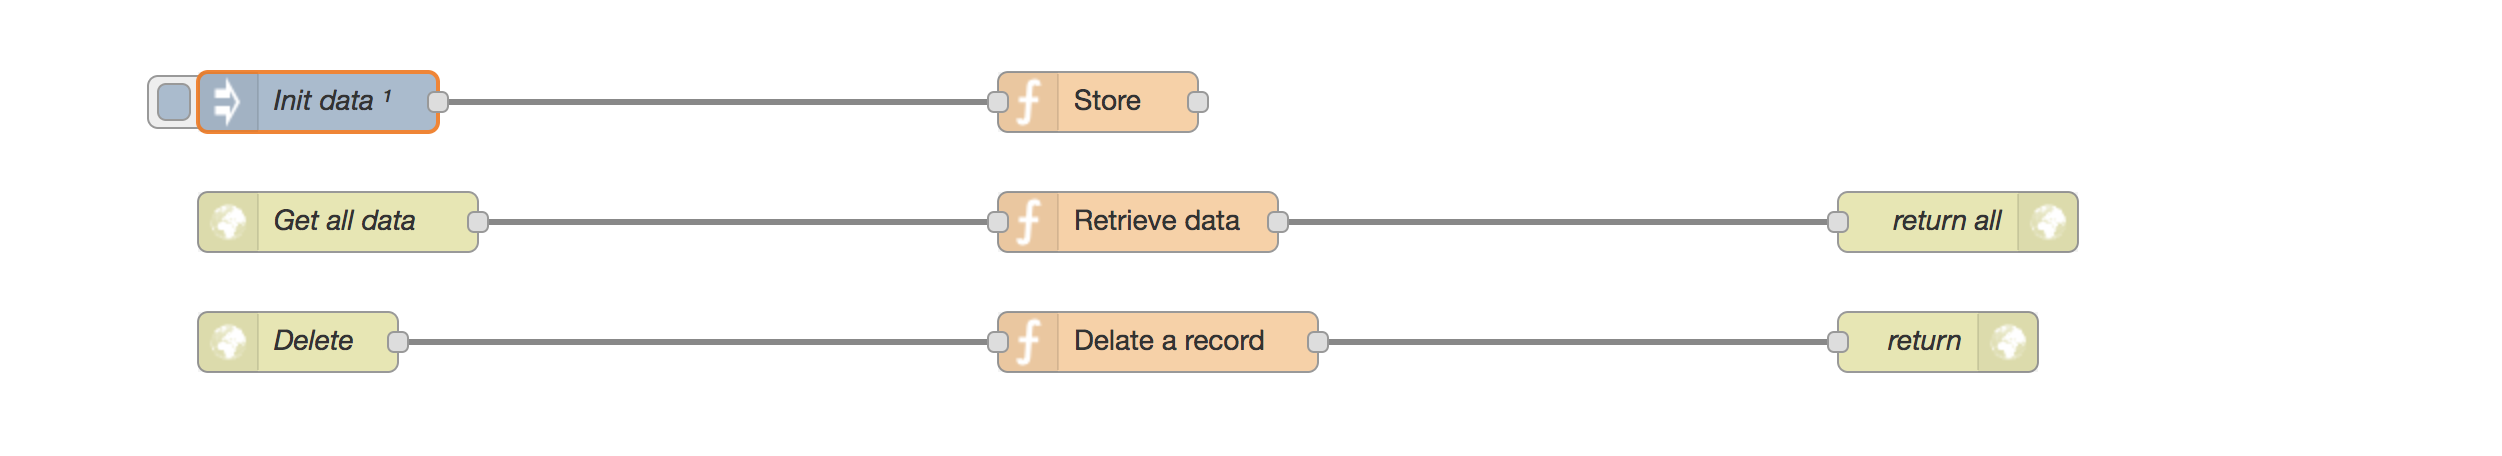 Init data ¹
Store
Get all data
Retrieve data
return all
Delete
Delate a record
return